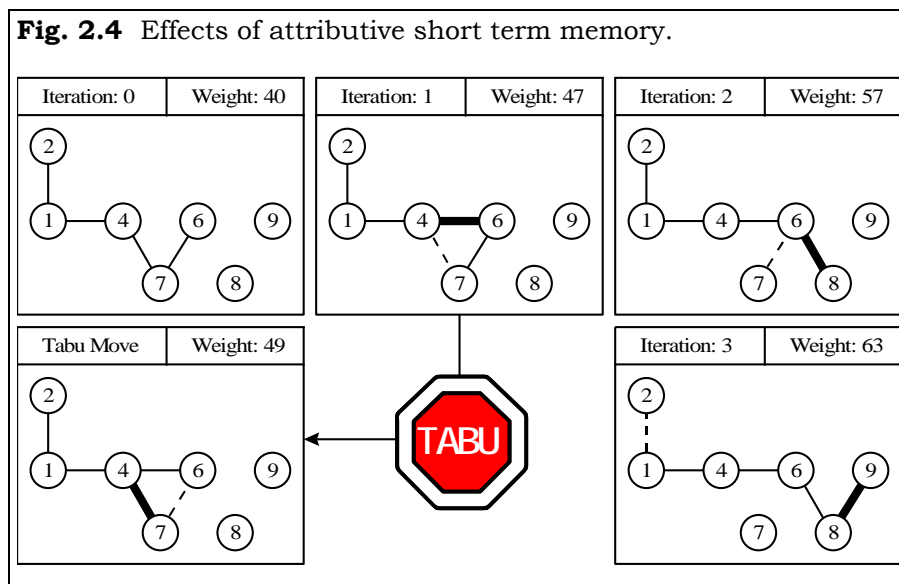 Fig. 2.4 Effects of attributive short term memory.
Iteration: 0 Weight: 40
2
1 4 6 9
7 8
Iteration: 1 Weight: 47
2
1 4 6 9
7 8
Iteration: 2 Weight: 57
2
1 4 6 9
7 8
Tabu Move Weight: 49
2
1 4 6 9
7 8
TABU
Iteration: 3 Weight: 63
2
1 4 6 9
7 8